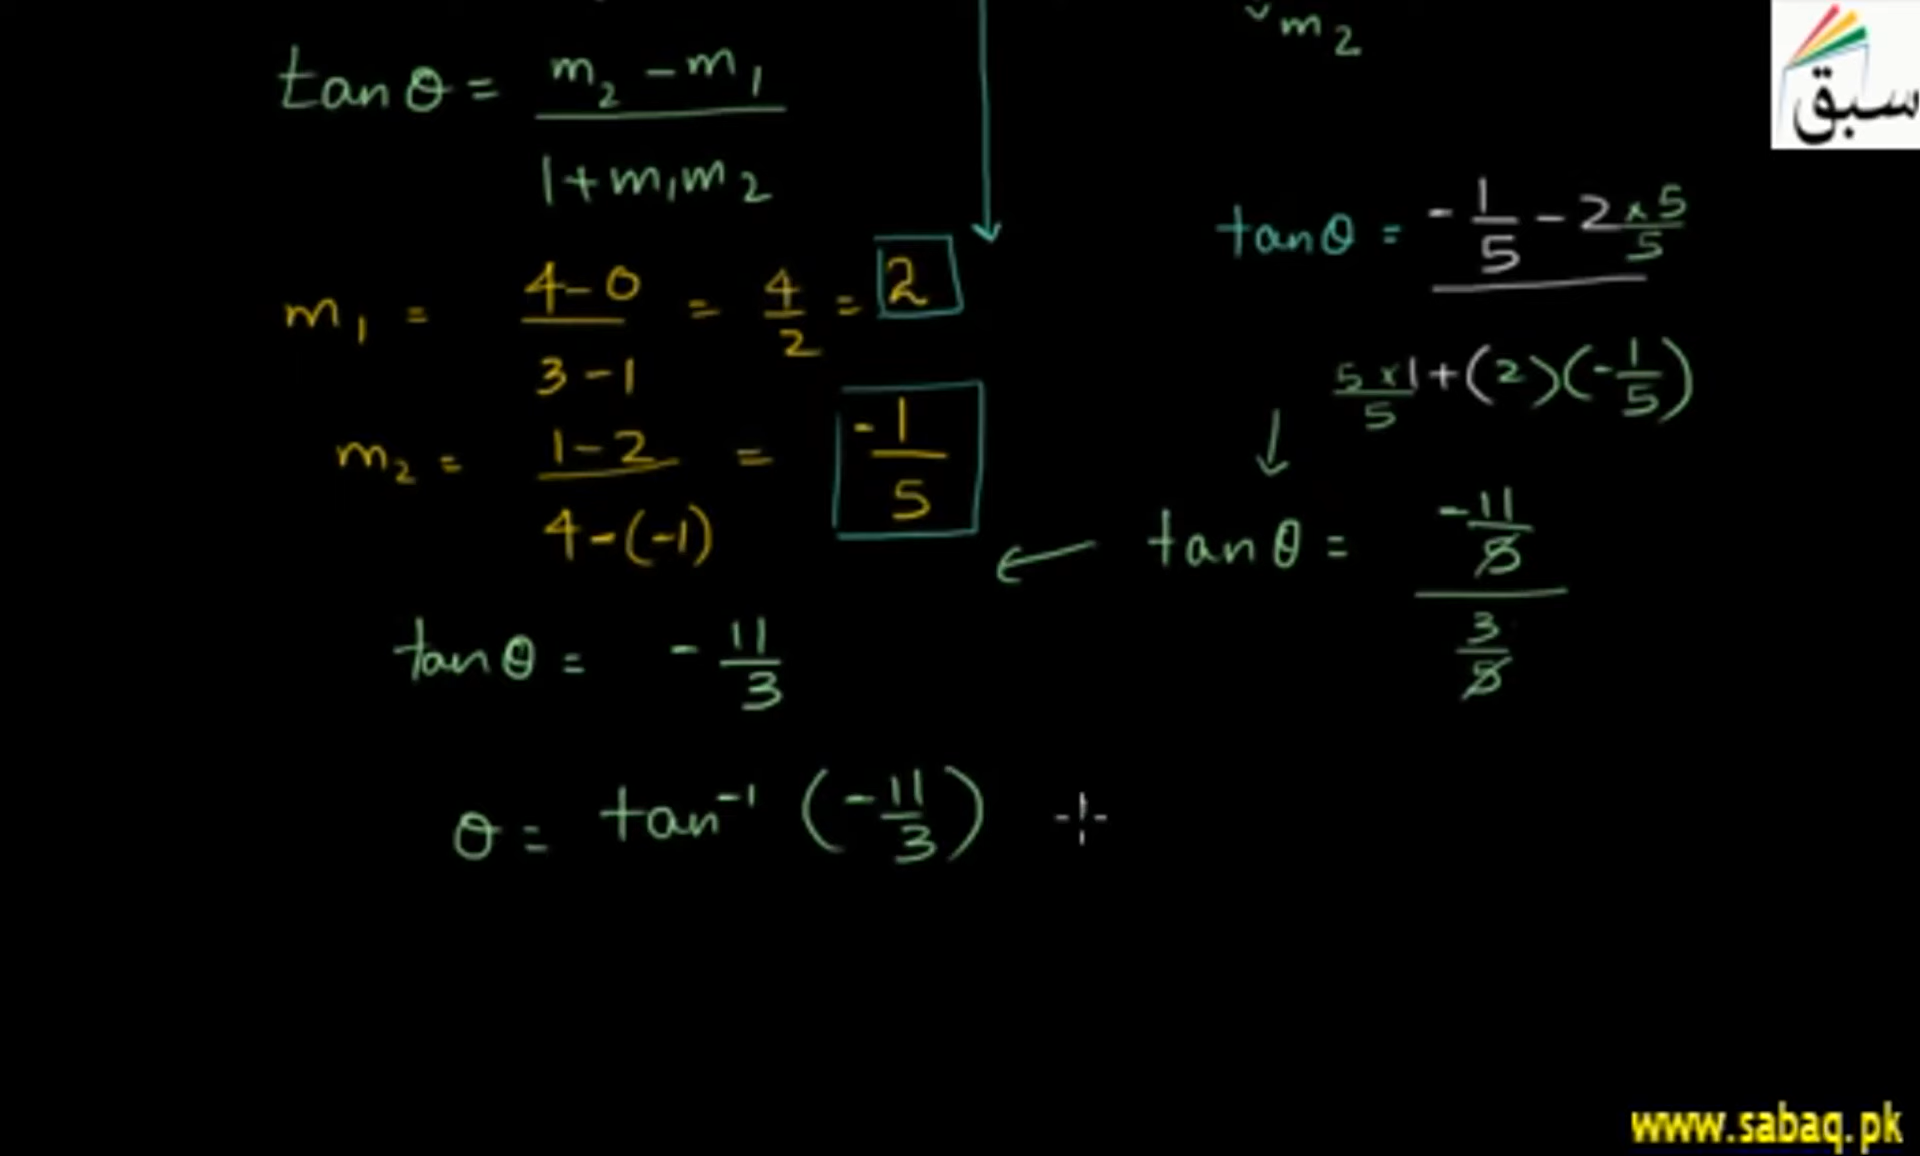 m₂
tan θ = (m₂ - m₁)/(1 + m₁m₂)
سبق
tan θ = (-1/5 - 2 × 5/5)/(5/5 × 1 + (2)(-1/5))
m₁ = (4 - 0)/(3 - 1) = 4/2 = 2
m₂ = (1 - 2)/(4 - (-1)) = -1/5
tan θ = (-11/5)/(3/5)
tan θ = - 11/3
θ = tan⁻¹ (-11/3)
www.sabaq.pk